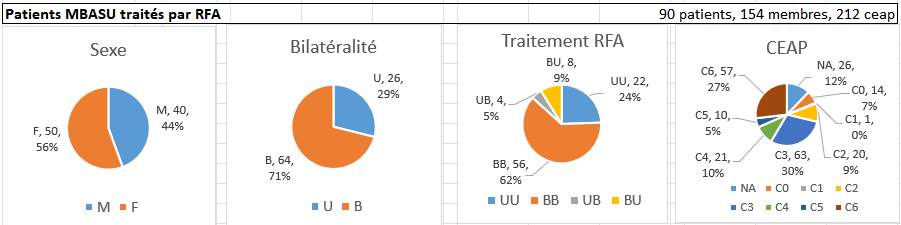 Patients MBASU traités par RFA
90 patients, 154 membres, 212 ceap
Sexe
M, 40,
44%
F, 50,
56%
M F
Bilatéralité
U, 26,
29%
B, 64,
71%
U B
Traitement RFA
BU, 8,
9%
UU, 22,
24%
UB, 4,
5%
BB, 56,
62%
UU BB UB BU
CEAP
NA, 26,
12%
C0, 14,
7%
C1, 1,
0%
C2, 20,
9%
C3, 63,
30%
C4, 21,
10%
C5, 10,
5%
C6, 57,
27%
NA C0 C1 C2
C3 C4 C5 C6